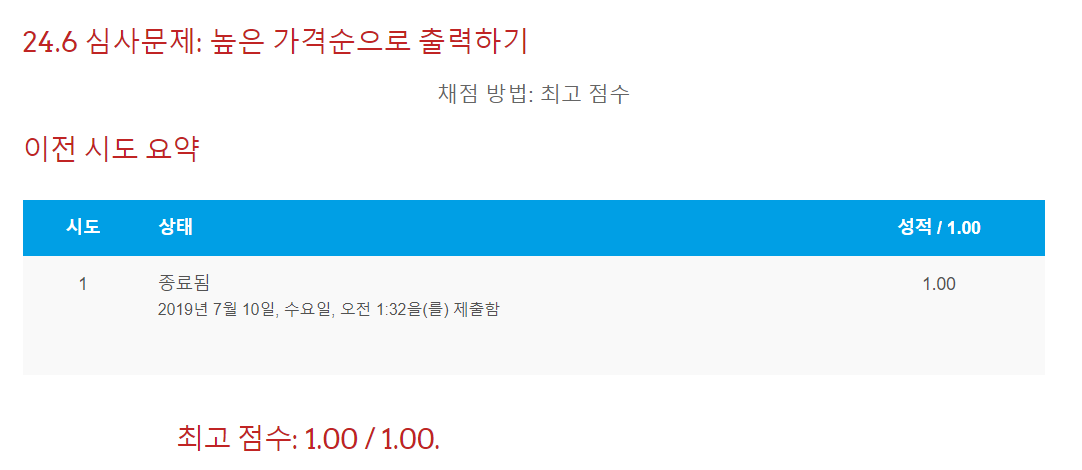 24.6 심사문제: 높은 가격순으로 출력하기
채점 방법: 최고 점수
이전 시도 요약
시도 상태 성적 / 1.00
1 종료됨 1.00
2019년 7월 10일, 수요일, 오전 1:32을(를) 제출함
최고 점수: 1.00 / 1.00.